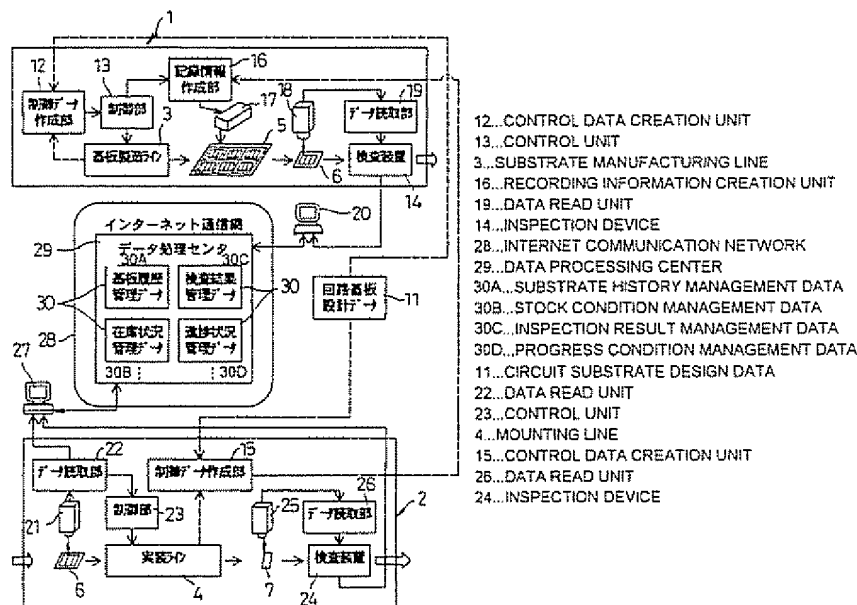 1
12
13
16
記録情報
作成部
17
18
19
制御データ
作成部
制御部
3
5
データ読取部
基板製造ライン
6
検査装置
14
20
インターネット通信網
29
データ処理センタ
30A
30C
基板履歴
管理データ
検査結果
管理データ
30
30
在庫状況
管理データ
進捗状況
管理データ
28
30B
30D
回路基板
設計データ
11
27
22
15
データ読取部
制御データ作成部
26
2
21
制御部
23
25
データ読取部
実装ライン
検査装置
6
4
7
24
12...CONTROL DATA CREATION UNIT
13...CONTROL UNIT
3...SUBSTRATE MANUFACTURING LINE
16...RECORDING INFORMATION CREATION UNIT
19...DATA READ UNIT
14...INSPECTION DEVICE
28...INTERNET COMMUNICATION NETWORK
29...DATA PROCESSING CENTER
30A...SUBSTRATE HISTORY MANAGEMENT DATA
30B...STOCK CONDITION MANAGEMENT DATA
30C...INSPECTION RESULT MANAGEMENT DATA
30D...PROGRESS CONDITION MANAGEMENT DATA
11...CIRCUIT SUBSTRATE DESIGN DATA
22...DATA READ UNIT
23...CONTROL UNIT
4...MOUNTING LINE
15...CONTROL DATA CREATION UNIT
26...DATA READ UNIT
24...INSPECTION DEVICE